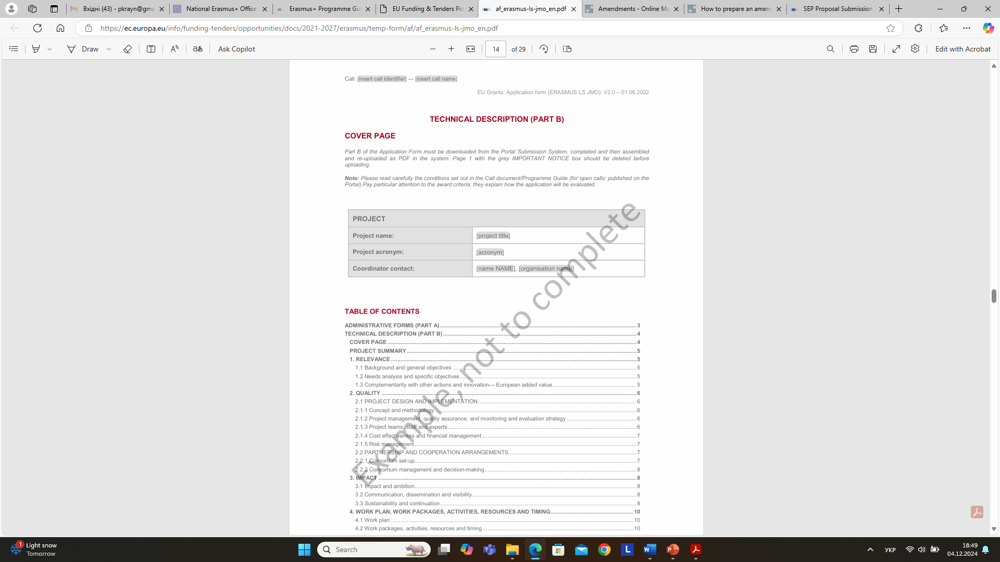 Вхідні (43) - pkrayn@gma
National Erasmus+ Office
Erasmus+ Programme Gu
EU Funding & Tenders Po
af_erasmus-ls-jmo_en.pdf
Amendments - Online Ma
How to prepare an amen
SEP Proposal Submission
https://ec.europa.eu/info/funding-tenders/opportunities/docs/2021-2027/erasmus/temp-form/af/af_erasmus-ls-jmo_en.pdf
Draw
Ask Copilot
14 of 29
Edit with Acrobat
Call: [insert call identifier] — [insert call name]
EU Grants: Application form (ERASMUS LS JMO): V2.0 – 01.06.2022
TECHNICAL DESCRIPTION (PART B)
COVER PAGE
Part B of the Application Form must be downloaded from the Portal Submission System, completed and then assembled
and re-uploaded as PDF in the system. Page 1 with the grey IMPORTANT NOTICE box should be deleted before
uploading.
Note: Please read carefully the conditions set out in the Call document/Programme Guide (for open calls: published on the
Portal).Pay particular attention to the award criteria; they explain how the application will be evaluated.
PROJECT
Project name: [project title]
Project acronym: [acronym]
Coordinator contact: [name NAME], [organisation name]
Example, not to complete
TABLE OF CONTENTS
ADMINISTRATIVE FORMS (PART A) 3
TECHNICAL DESCRIPTION (PART B) 4
COVER PAGE 4
PROJECT SUMMARY 5
1. RELEVANCE 5
1.1 Background and general objectives 5
1.2 Needs analysis and specific objectives 5
1.3 Complementarity with other actions and innovation— European added value 5
2. QUALITY 6
2.1 PROJECT DESIGN AND IMPLEMENTATION 6
2.1.1 Concept and methodology 6
2.1.2 Project management, quality assurance, and monitoring and evaluation strategy 6
2.1.3 Project teams, staff and experts 6
2.1.4 Cost effectiveness and financial management 7
2.1.5 Risk management 7
2.2 PARTNERSHIP AND COOPERATION ARRANGEMENTS 7
2.2.1 Consortium set-up 7
2.2.2 Consortium management and decision-making 8
3. IMPACT 8
3.1 Impact and ambition 8
3.2 Communication, dissemination and visibility 8
3.3 Sustainability and continuation 8
4. WORK PLAN, WORK PACKAGES, ACTIVITIES, RESOURCES AND TIMING 10
4.1 Work plan 10
4.2 Work packages, activities, resources and timing 10
1
Light snow
Tomorrow
Search
УКР
18:49
04.12.2024